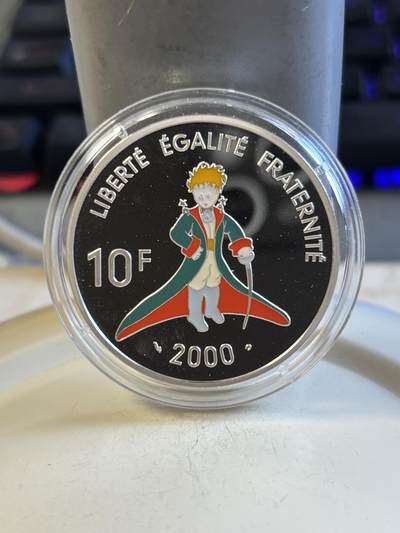 LIBERTÉ ÉGALITÉ FRATERNITÉ
10F
2000